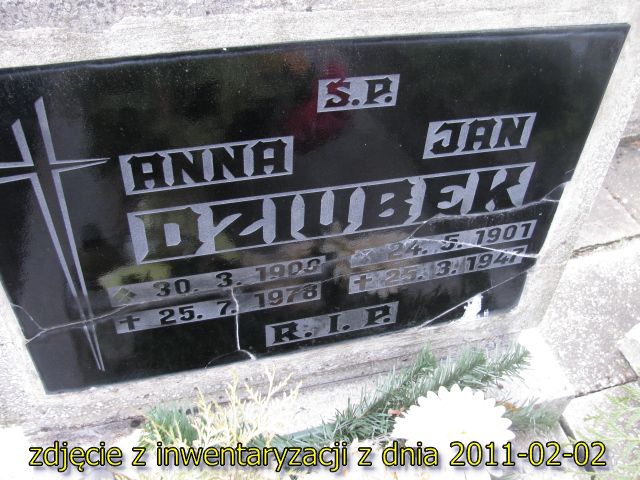 Ś.P.
ANNA JAN
DZIUBEK
30. 3. 1909 24. 5. 1901
25. 7. 1978 25. 3. 1947
R. I. P.
zdjęcie z inwentaryzacji z dnia 2011-02-02